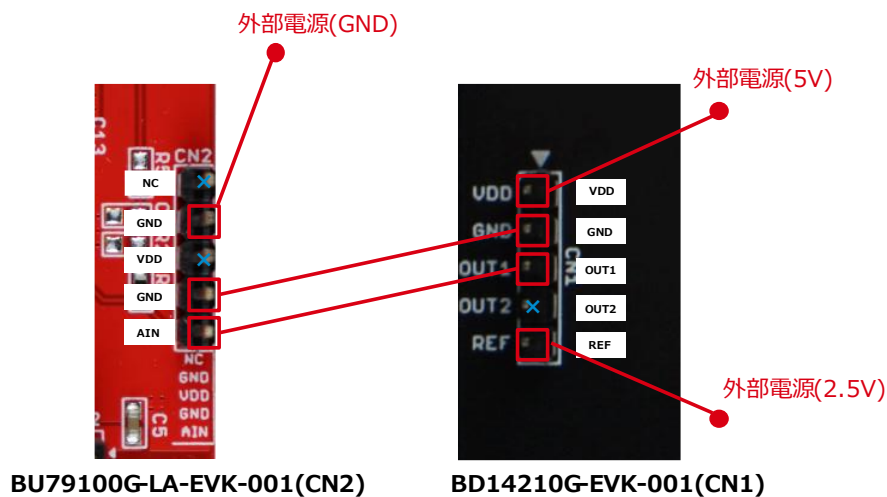 外部電源(GND)
外部電源(5V)
C13
R5
CN2
NC
GND
VDD
GND
AIN
NC
GND
VDD
GND
AIN
C5
VDD
GND
OUT1
OUT2
REF
CN1
VDD
GND
OUT1
OUT2
REF
外部電源(2.5V)
BU79100G-LA-EVK-001(CN2)
BD14210G-EVK-001(CN1)